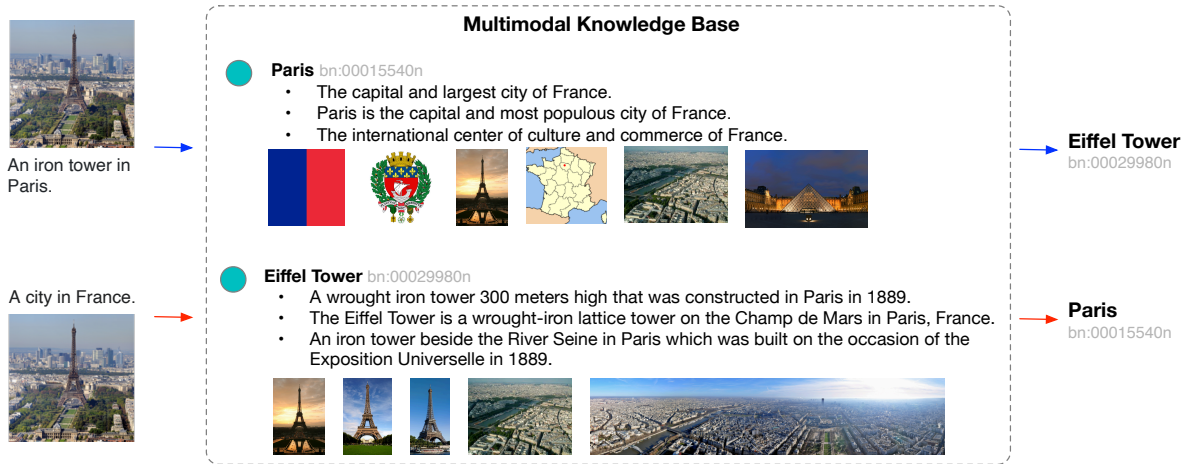 Multimodal Knowledge Base
Paris bn:00015540n
• The capital and largest city of France.
• Paris is the capital and most populous city of France.
• The international center of culture and commerce of France.
An iron tower in
Paris.
Eiffel Tower
bn:00029980n
Eiffel Tower bn:00029980n
• A wrought iron tower 300 meters high that was constructed in Paris in 1889.
• The Eiffel Tower is a wrought-iron lattice tower on the Champ de Mars in Paris, France.
• An iron tower beside the River Seine in Paris which was built on the occasion of the
Exposition Universelle in 1889.
A city in France.
Paris
bn:00015540n